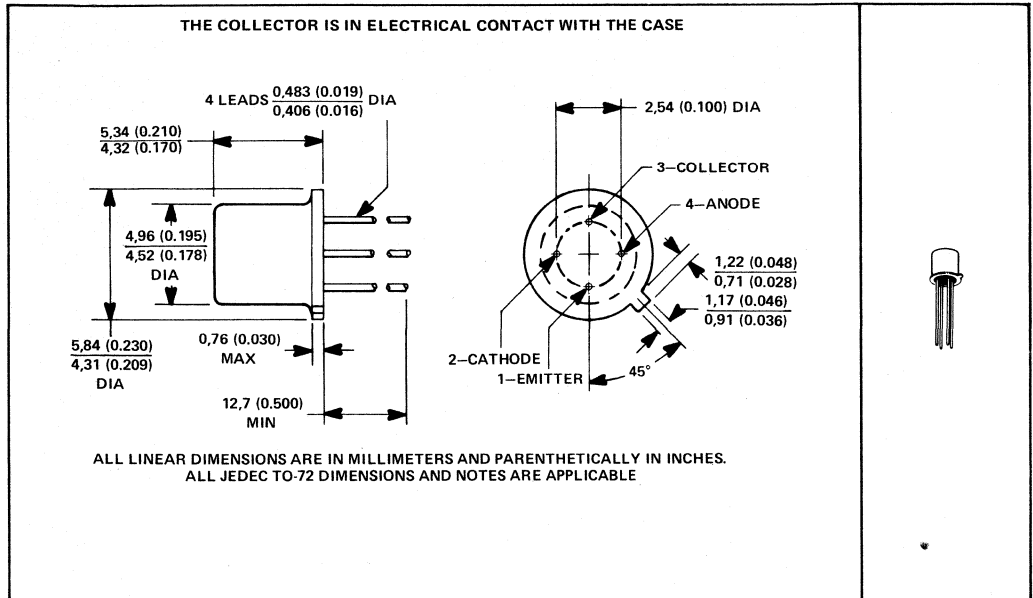 THE COLLECTOR IS IN ELECTRICAL CONTACT WITH THE CASE
4 LEADS 0,483 (0.019) DIA
0,406 (0.016)
2,54 (0.100) DIA
5,34 (0.210)
4,32 (0.170)
3–COLLECTOR
4–ANODE
4,96 (0.195)
4,52 (0.178)
DIA
1,22 (0.048)
0,71 (0.028)
1,17 (0.046)
0,91 (0.036)
5,84 (0.230)
4,31 (0.209)
DIA
0,76 (0.030)
MAX
2–CATHODE
1–EMITTER
45°
12,7 (0.500)
MIN
ALL LINEAR DIMENSIONS ARE IN MILLIMETERS AND PARENTHETICALLY IN INCHES.
ALL JEDEC TO-72 DIMENSIONS AND NOTES ARE APPLICABLE